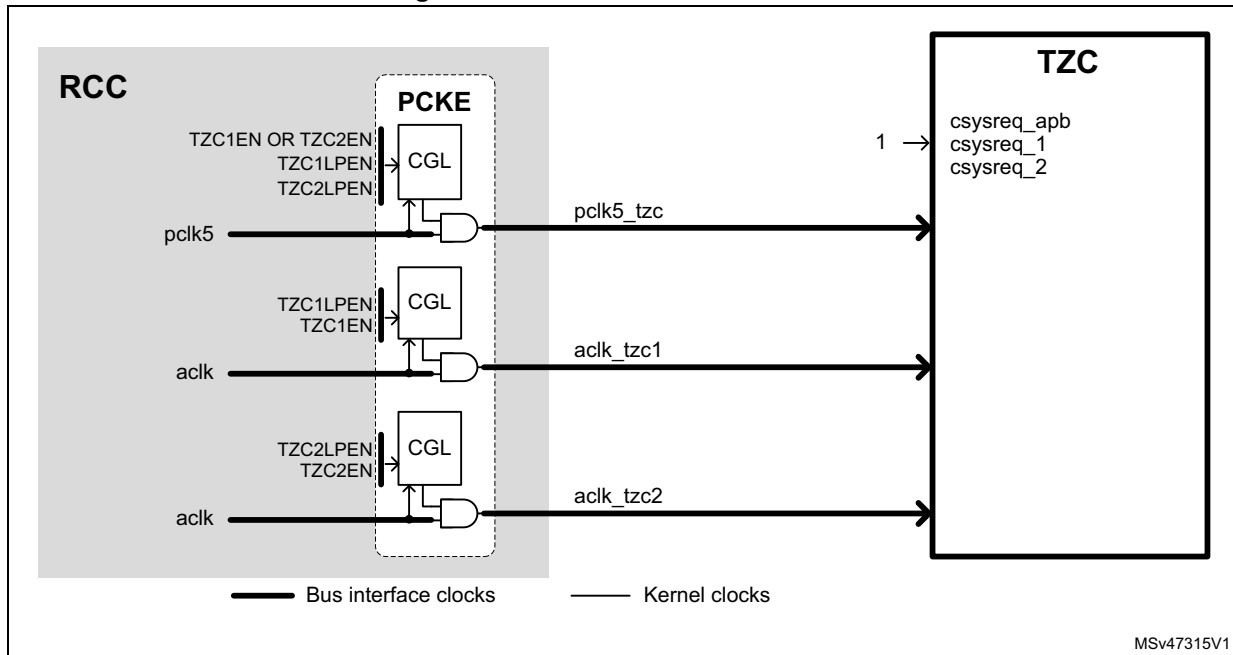 RCC
PCKE
TZC
TZC1EN OR TZC2EN
TZC1LPEN
TZC2LPEN
CGL
csysreq_apb
1
csysreq_1
csysreq_2
pclk5
pclk5_tzc
TZC1LPEN
TZC1EN
CGL
aclk
aclk_tzc1
TZC2LPEN
TZC2EN
CGL
aclk
aclk_tzc2
Bus interface clocks
Kernel clocks
MSv47315V1